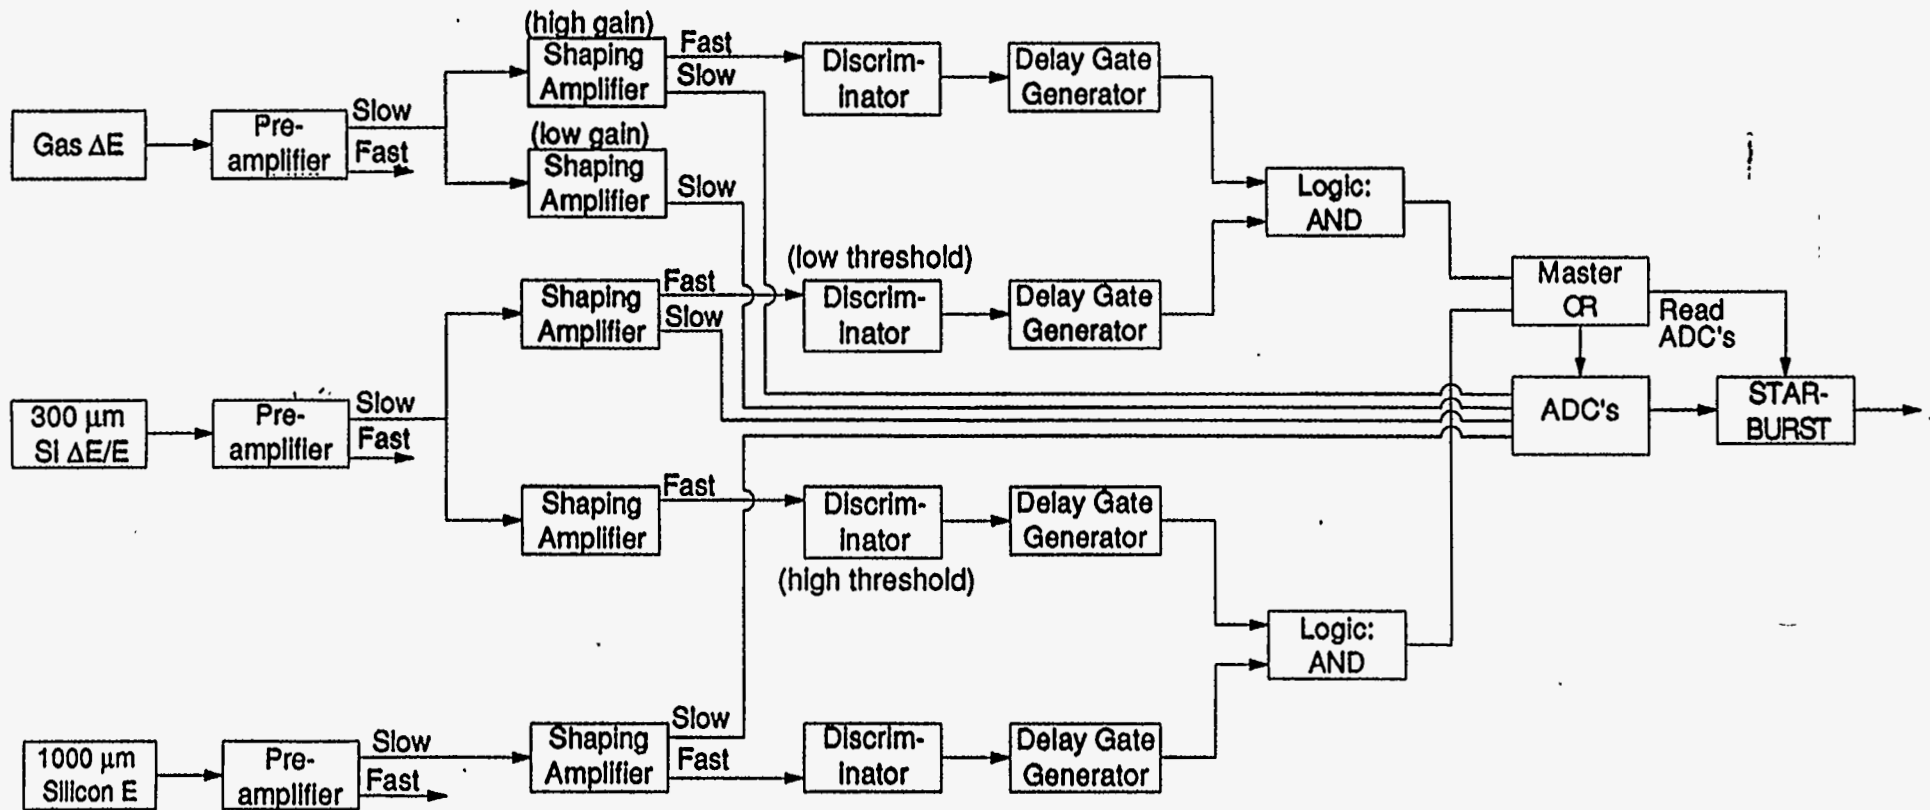 (high gain)
Shaping
Amplifier
Fast
Slow
Discrim-
inator
Delay Gate
Generator
Gas ΔE
Pre-
amplifier
Slow
Fast
(low gain)
Shaping
Amplifier
Slow
Logic:
AND
(low threshold)
Shaping
Amplifier
Fast
Slow
Discrim-
inator
Delay Gate
Generator
Master
OR
Read
ADC's
300 μm
Si ΔE/E
Pre-
amplifier
Slow
Fast
ADC's
STAR-
BURST
Shaping
Amplifier
Fast
Discrim-
inator
(high threshold)
Delay Gate
Generator
Logic:
AND
1000 μm
Silicon E
Pre-
amplifier
Slow
Fast
Shaping
Amplifier
Slow
Fast
Discrim-
inator
Delay Gate
Generator